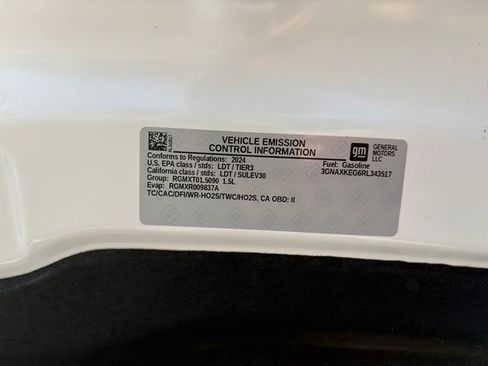 VEHICLE EMISSION
CONTROL INFORMATION
gm
GENERAL
MOTORS
LLC
Conforms to Regulations: 2024
U.S. EPA class / stds: LDT / TIER3
California class / stds: LDT / SULEV30
Group: RGMXT01.5090 1.5L
Evap: RGMXR009837A
TC/CAC/DFI/WR-HO2S/TWC/HO2S, CA OBD: II
Fuel: Gasoline
3GNAXKEG6RL343517